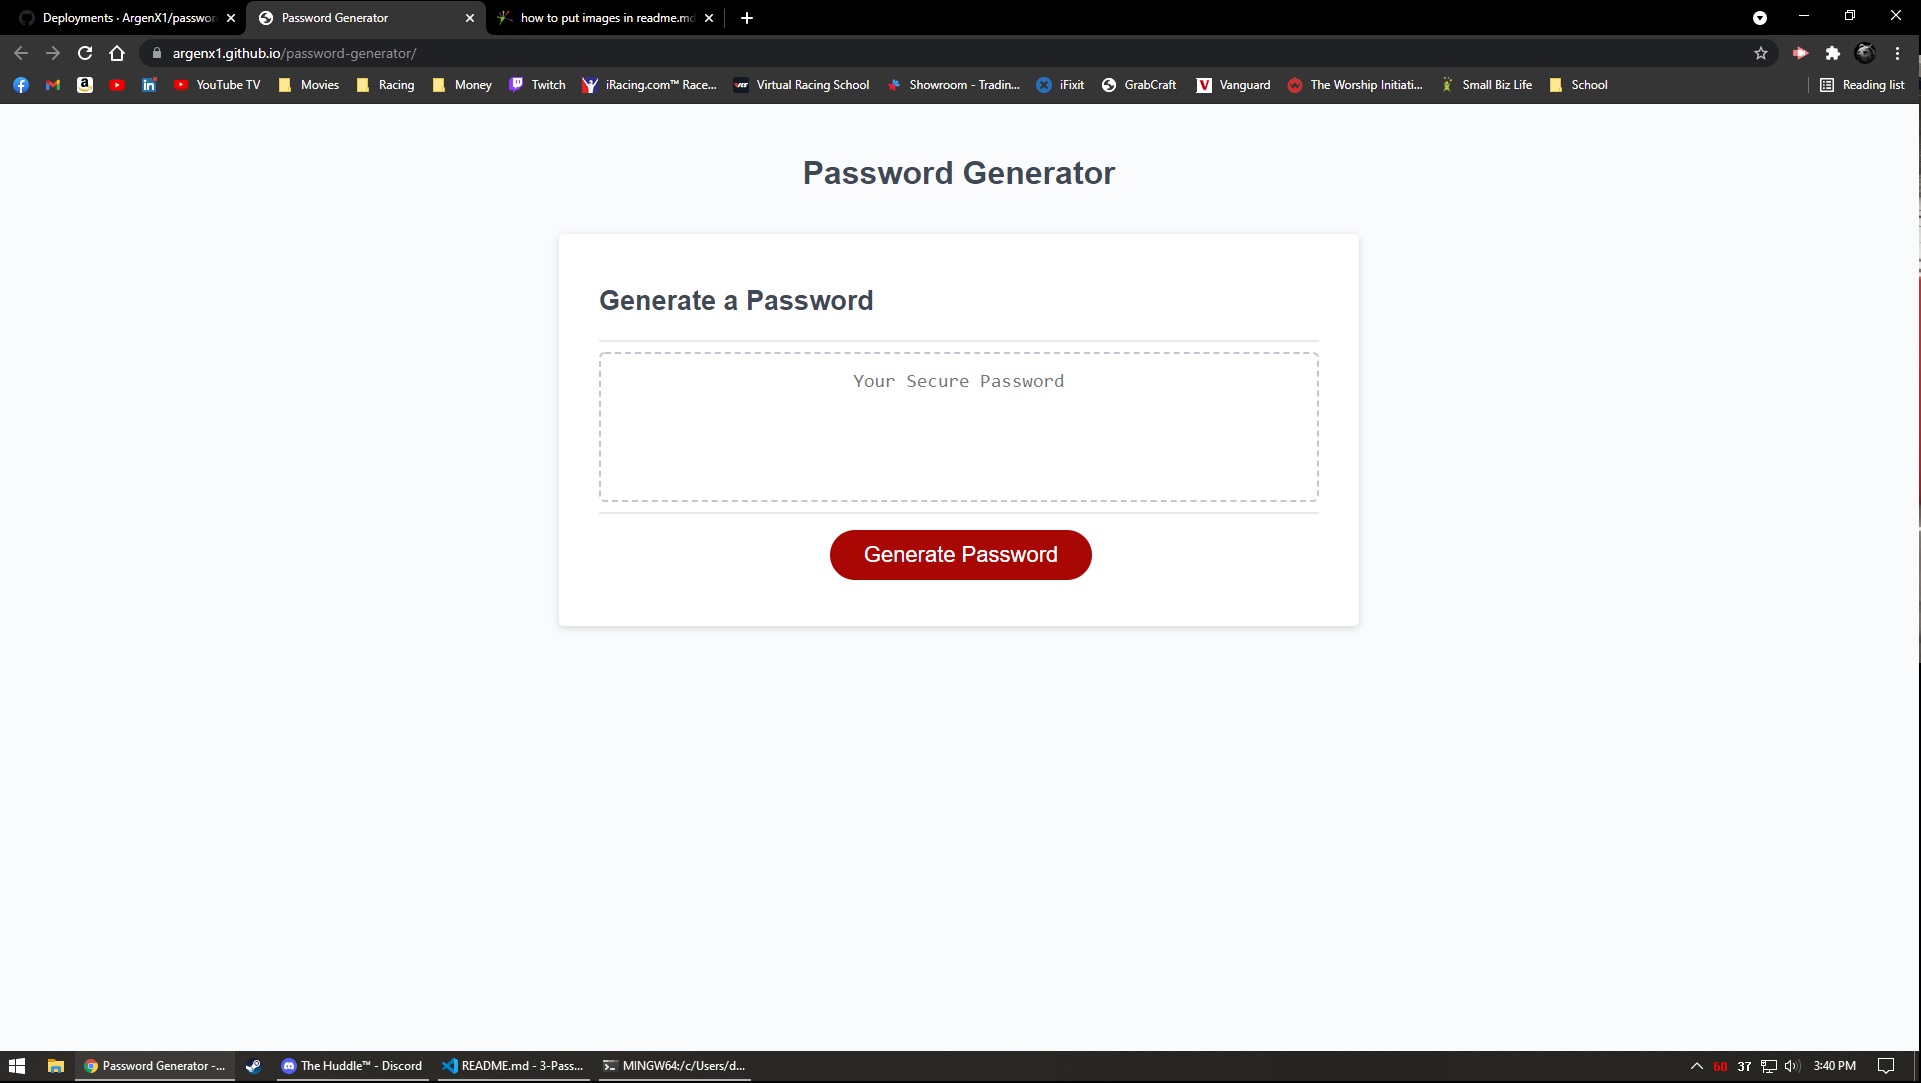 Deployments · ArgenX1/passwor
Password Generator
how to put images in readme.md
argenx1.github.io/password-generator/
YouTube TV
Movies
Racing
Money
Twitch
iRacing.com™ Race...
Virtual Racing School
Showroom - Tradin...
iFixit
GrabCraft
Vanguard
The Worship Initiati...
Small Biz Life
School
Reading list
Password Generator
Generate a Password
Your Secure Password
Generate Password
Password Generator -...
The Huddle™ - Discord
README.md - 3-Pass...
MINGW64:/c/Users/d...
60
37
3:40 PM